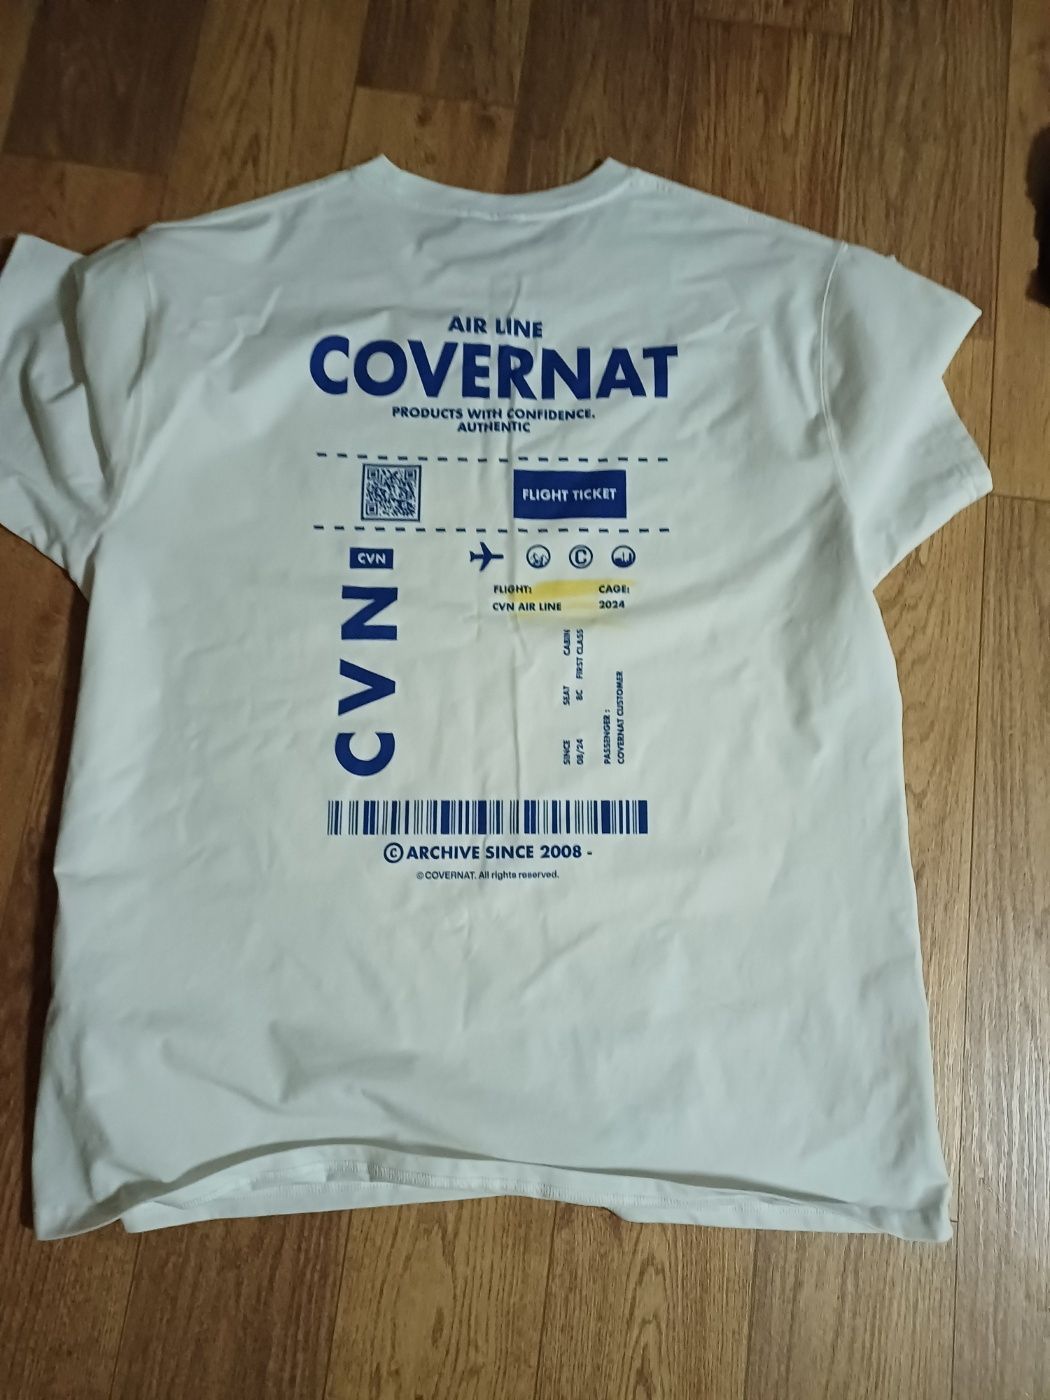 AIR LINE
COVERNAT
PRODUCTS WITH CONFIDENCE.
AUTHENTIC
FLIGHT TICKET
CVN
CVN
C
FLIGHT: CAGE:
CVN AIR LINE 2024
SINCE SEAT CABIN
08/24 8C FIRST CLASS
PASSENGER :
COVERNAT CUSTOMER
© ARCHIVE SINCE 2008 -
© COVERNAT. All rights reserved.